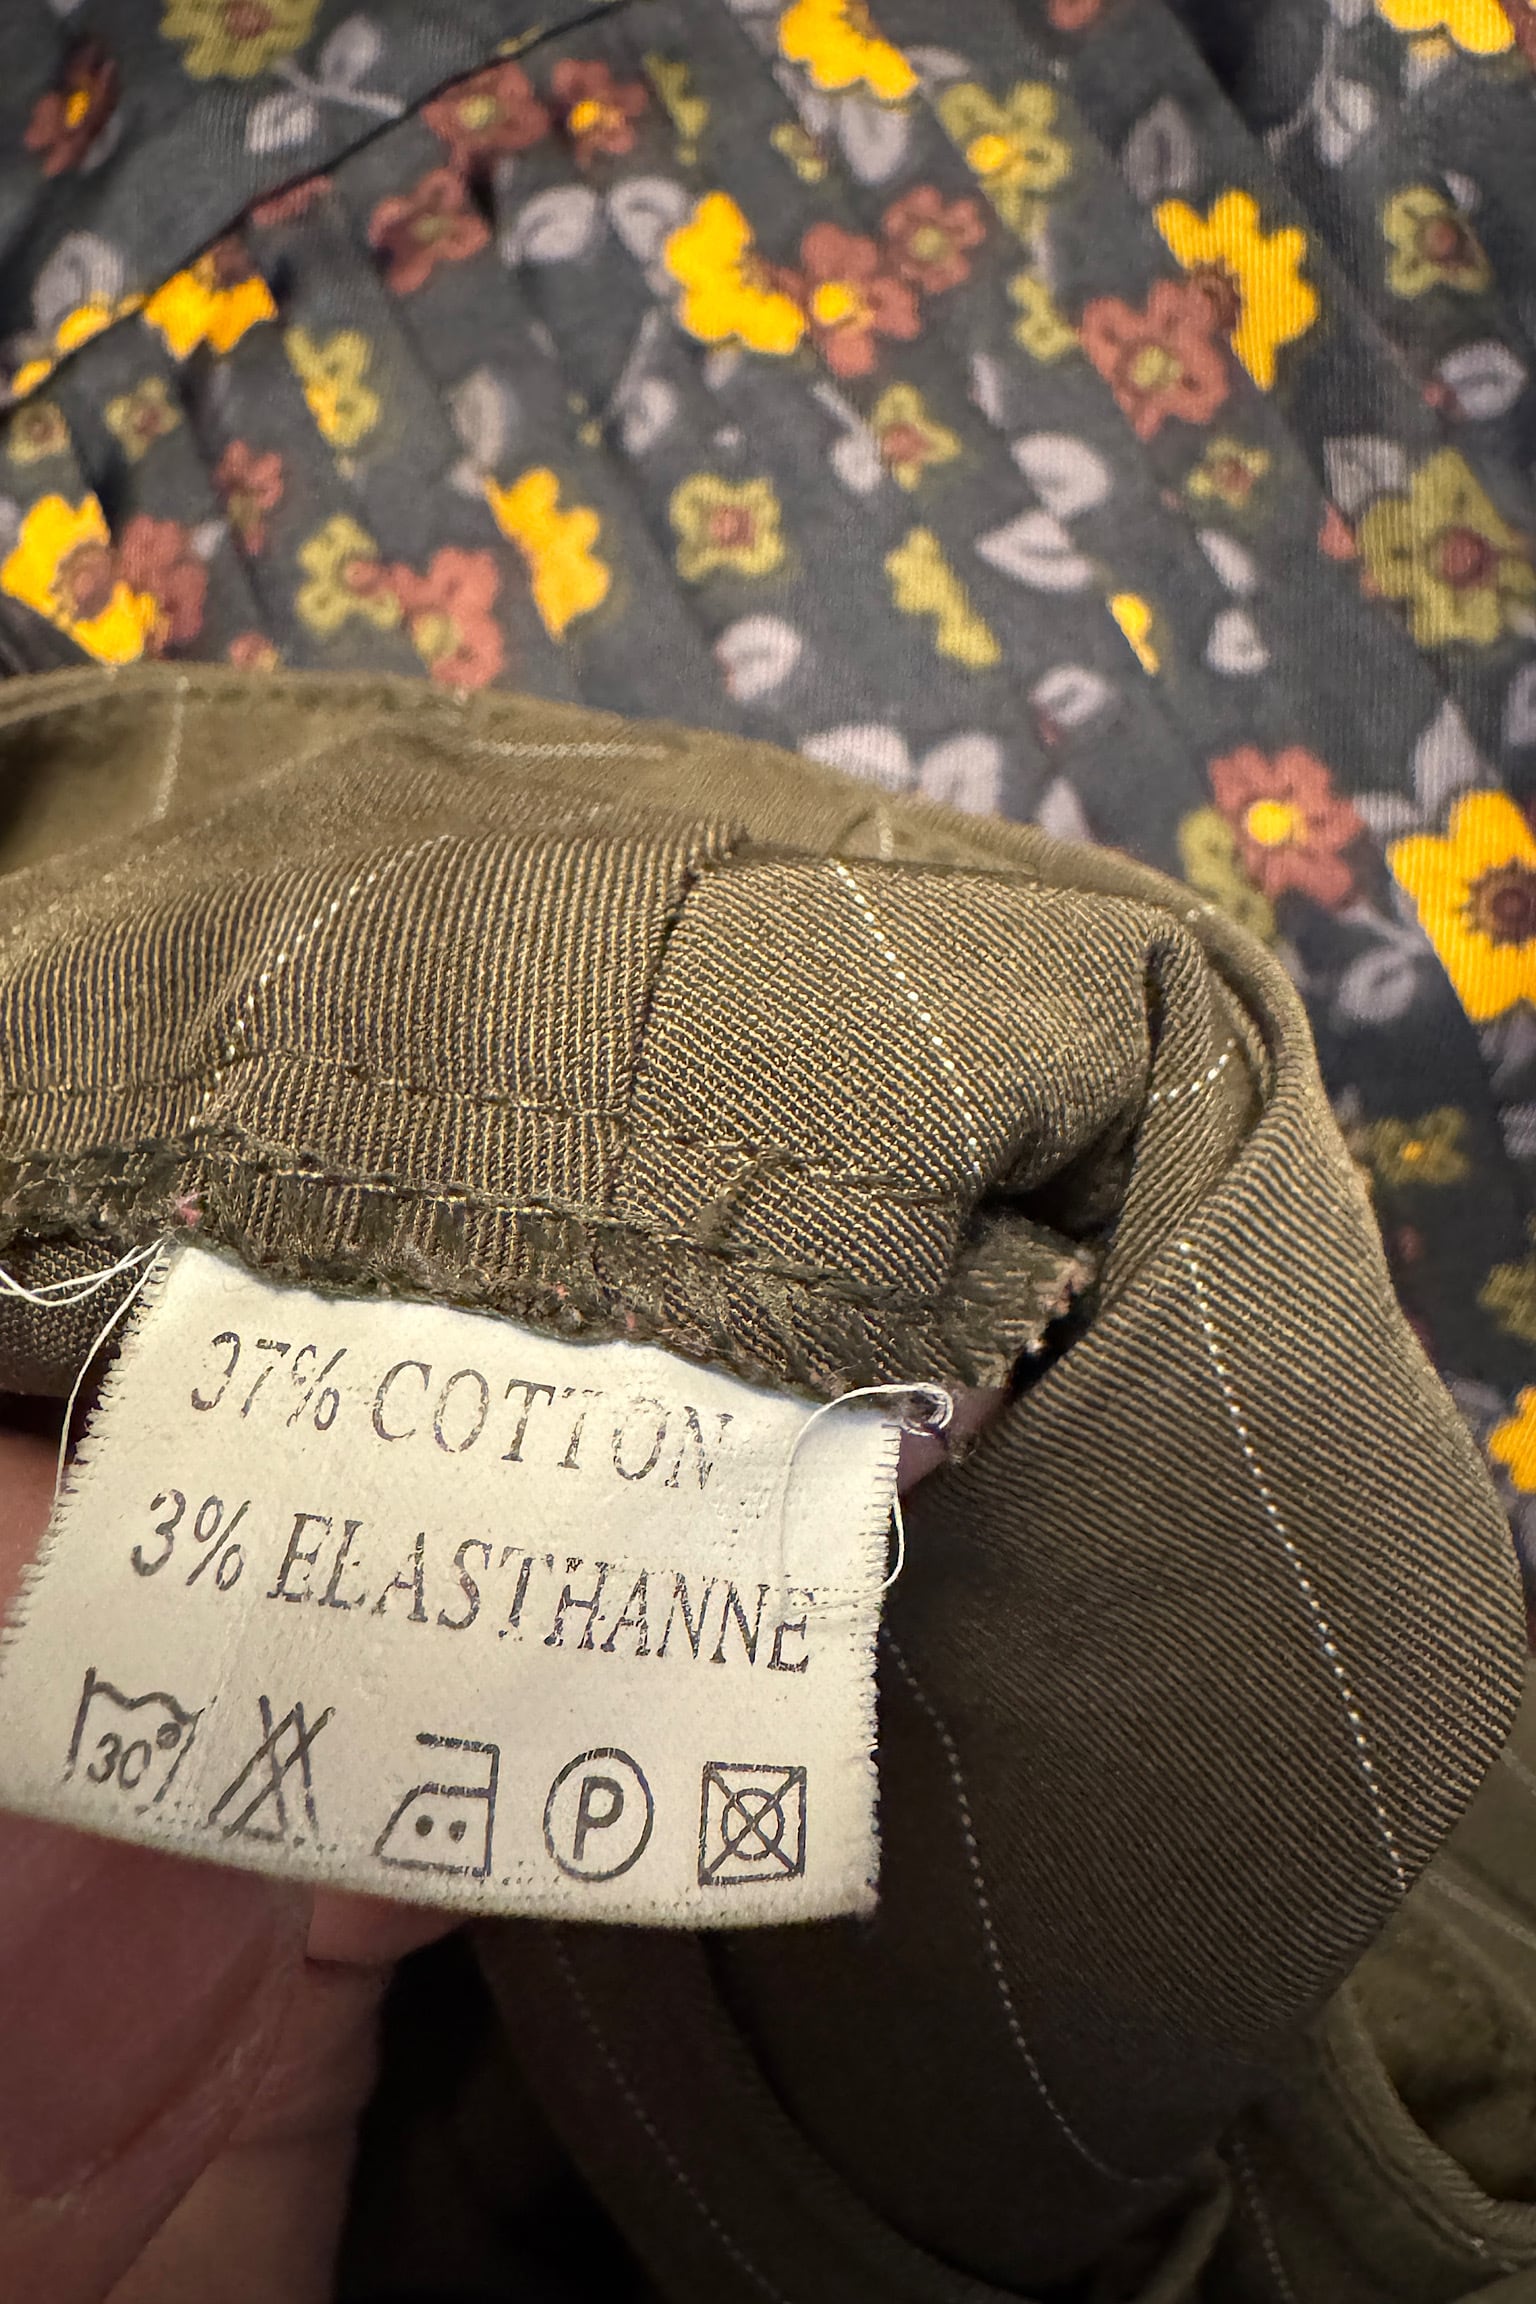 97% COTTON
3% ELASTHANNE
30°
P